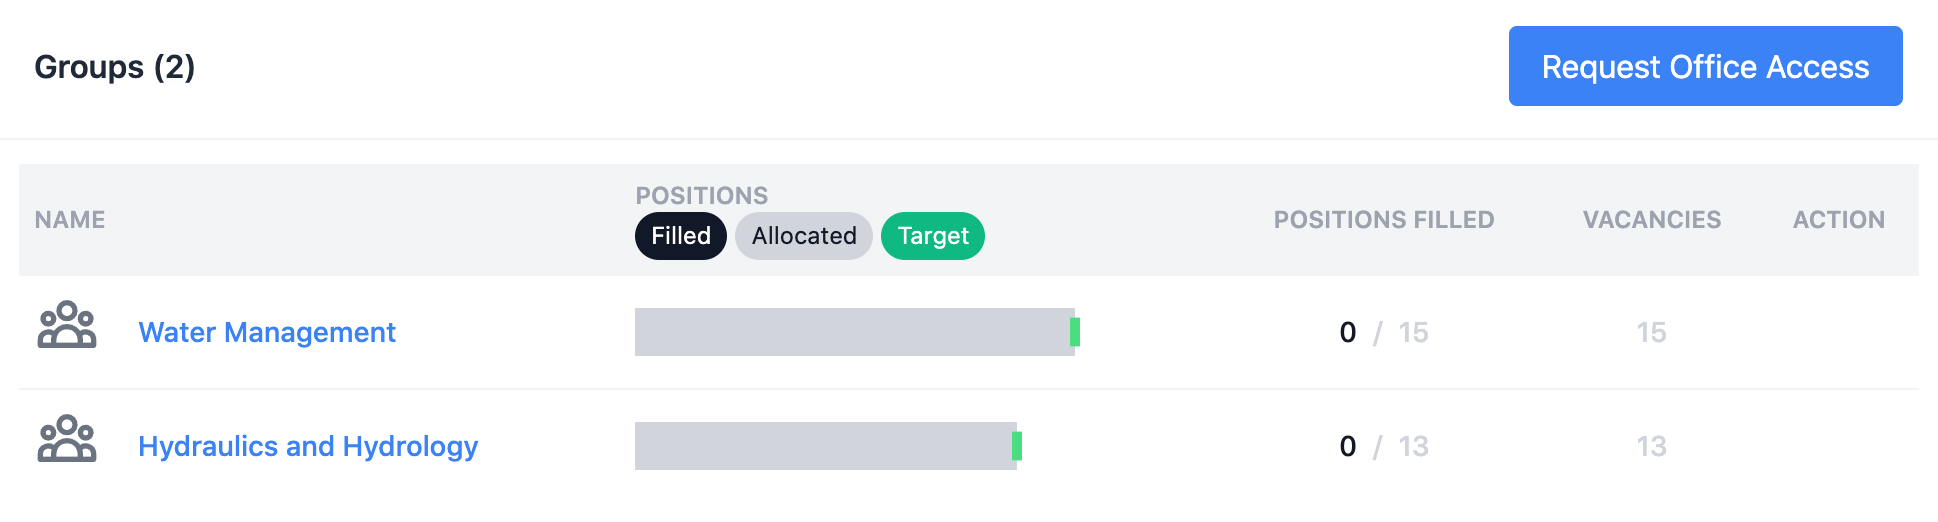 Groups (2)
Request Office Access
NAME
POSITIONS
Filled Allocated Target
POSITIONS FILLED
VACANCIES
ACTION
Water Management
0 / 15
15
Hydraulics and Hydrology
0 / 13
13